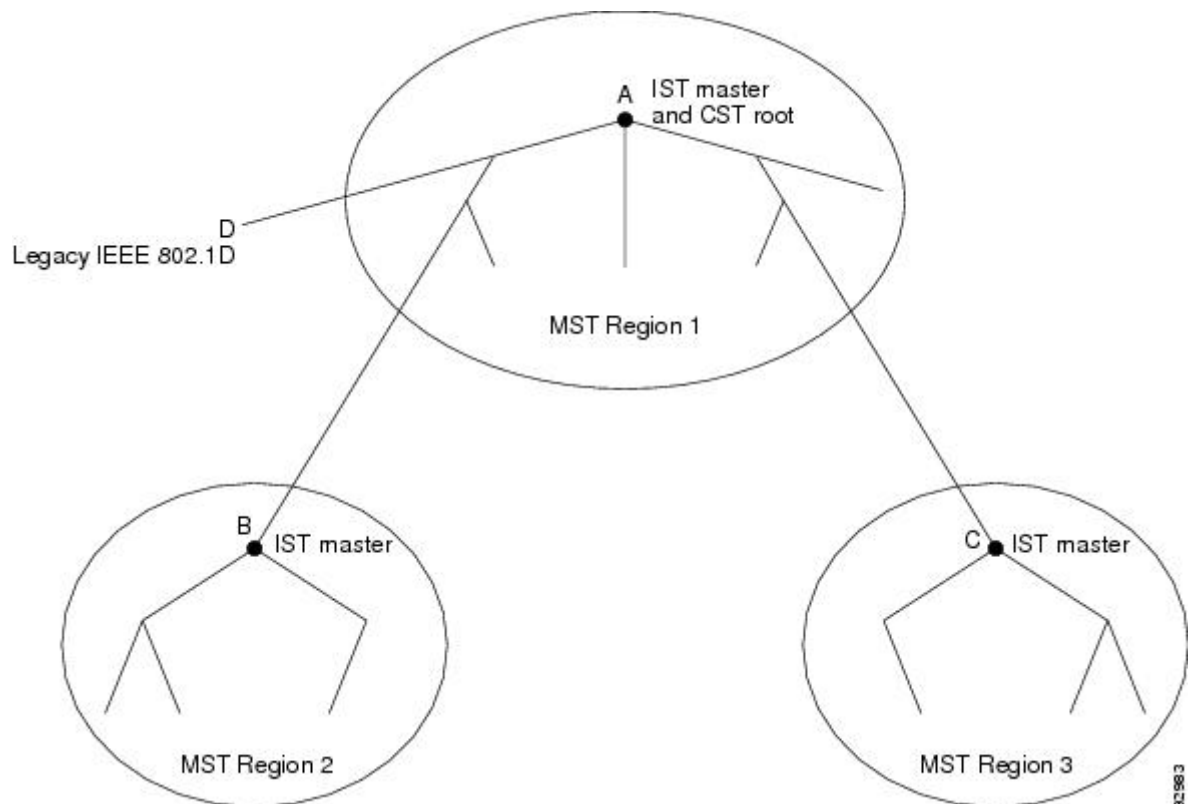 A
IST master
and CST root
D
Legacy IEEE 802.1D
MST Region 1
B
IST master
C
IST master
MST Region 2
MST Region 3